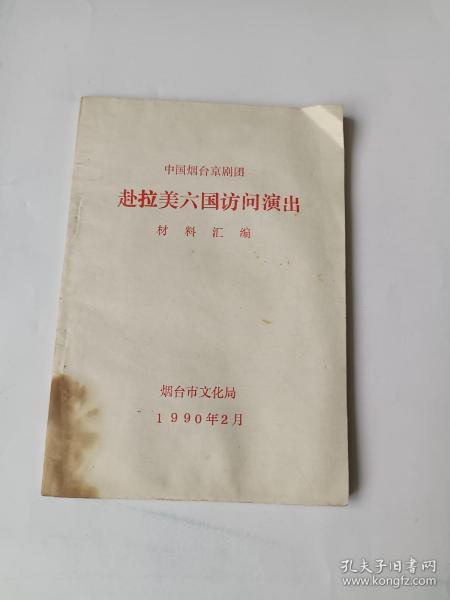 中国烟台京剧团
赴拉美六国访问演出
材料汇编
烟台市文化局
1990年2月
孔夫子旧书网
www.kongfz.com